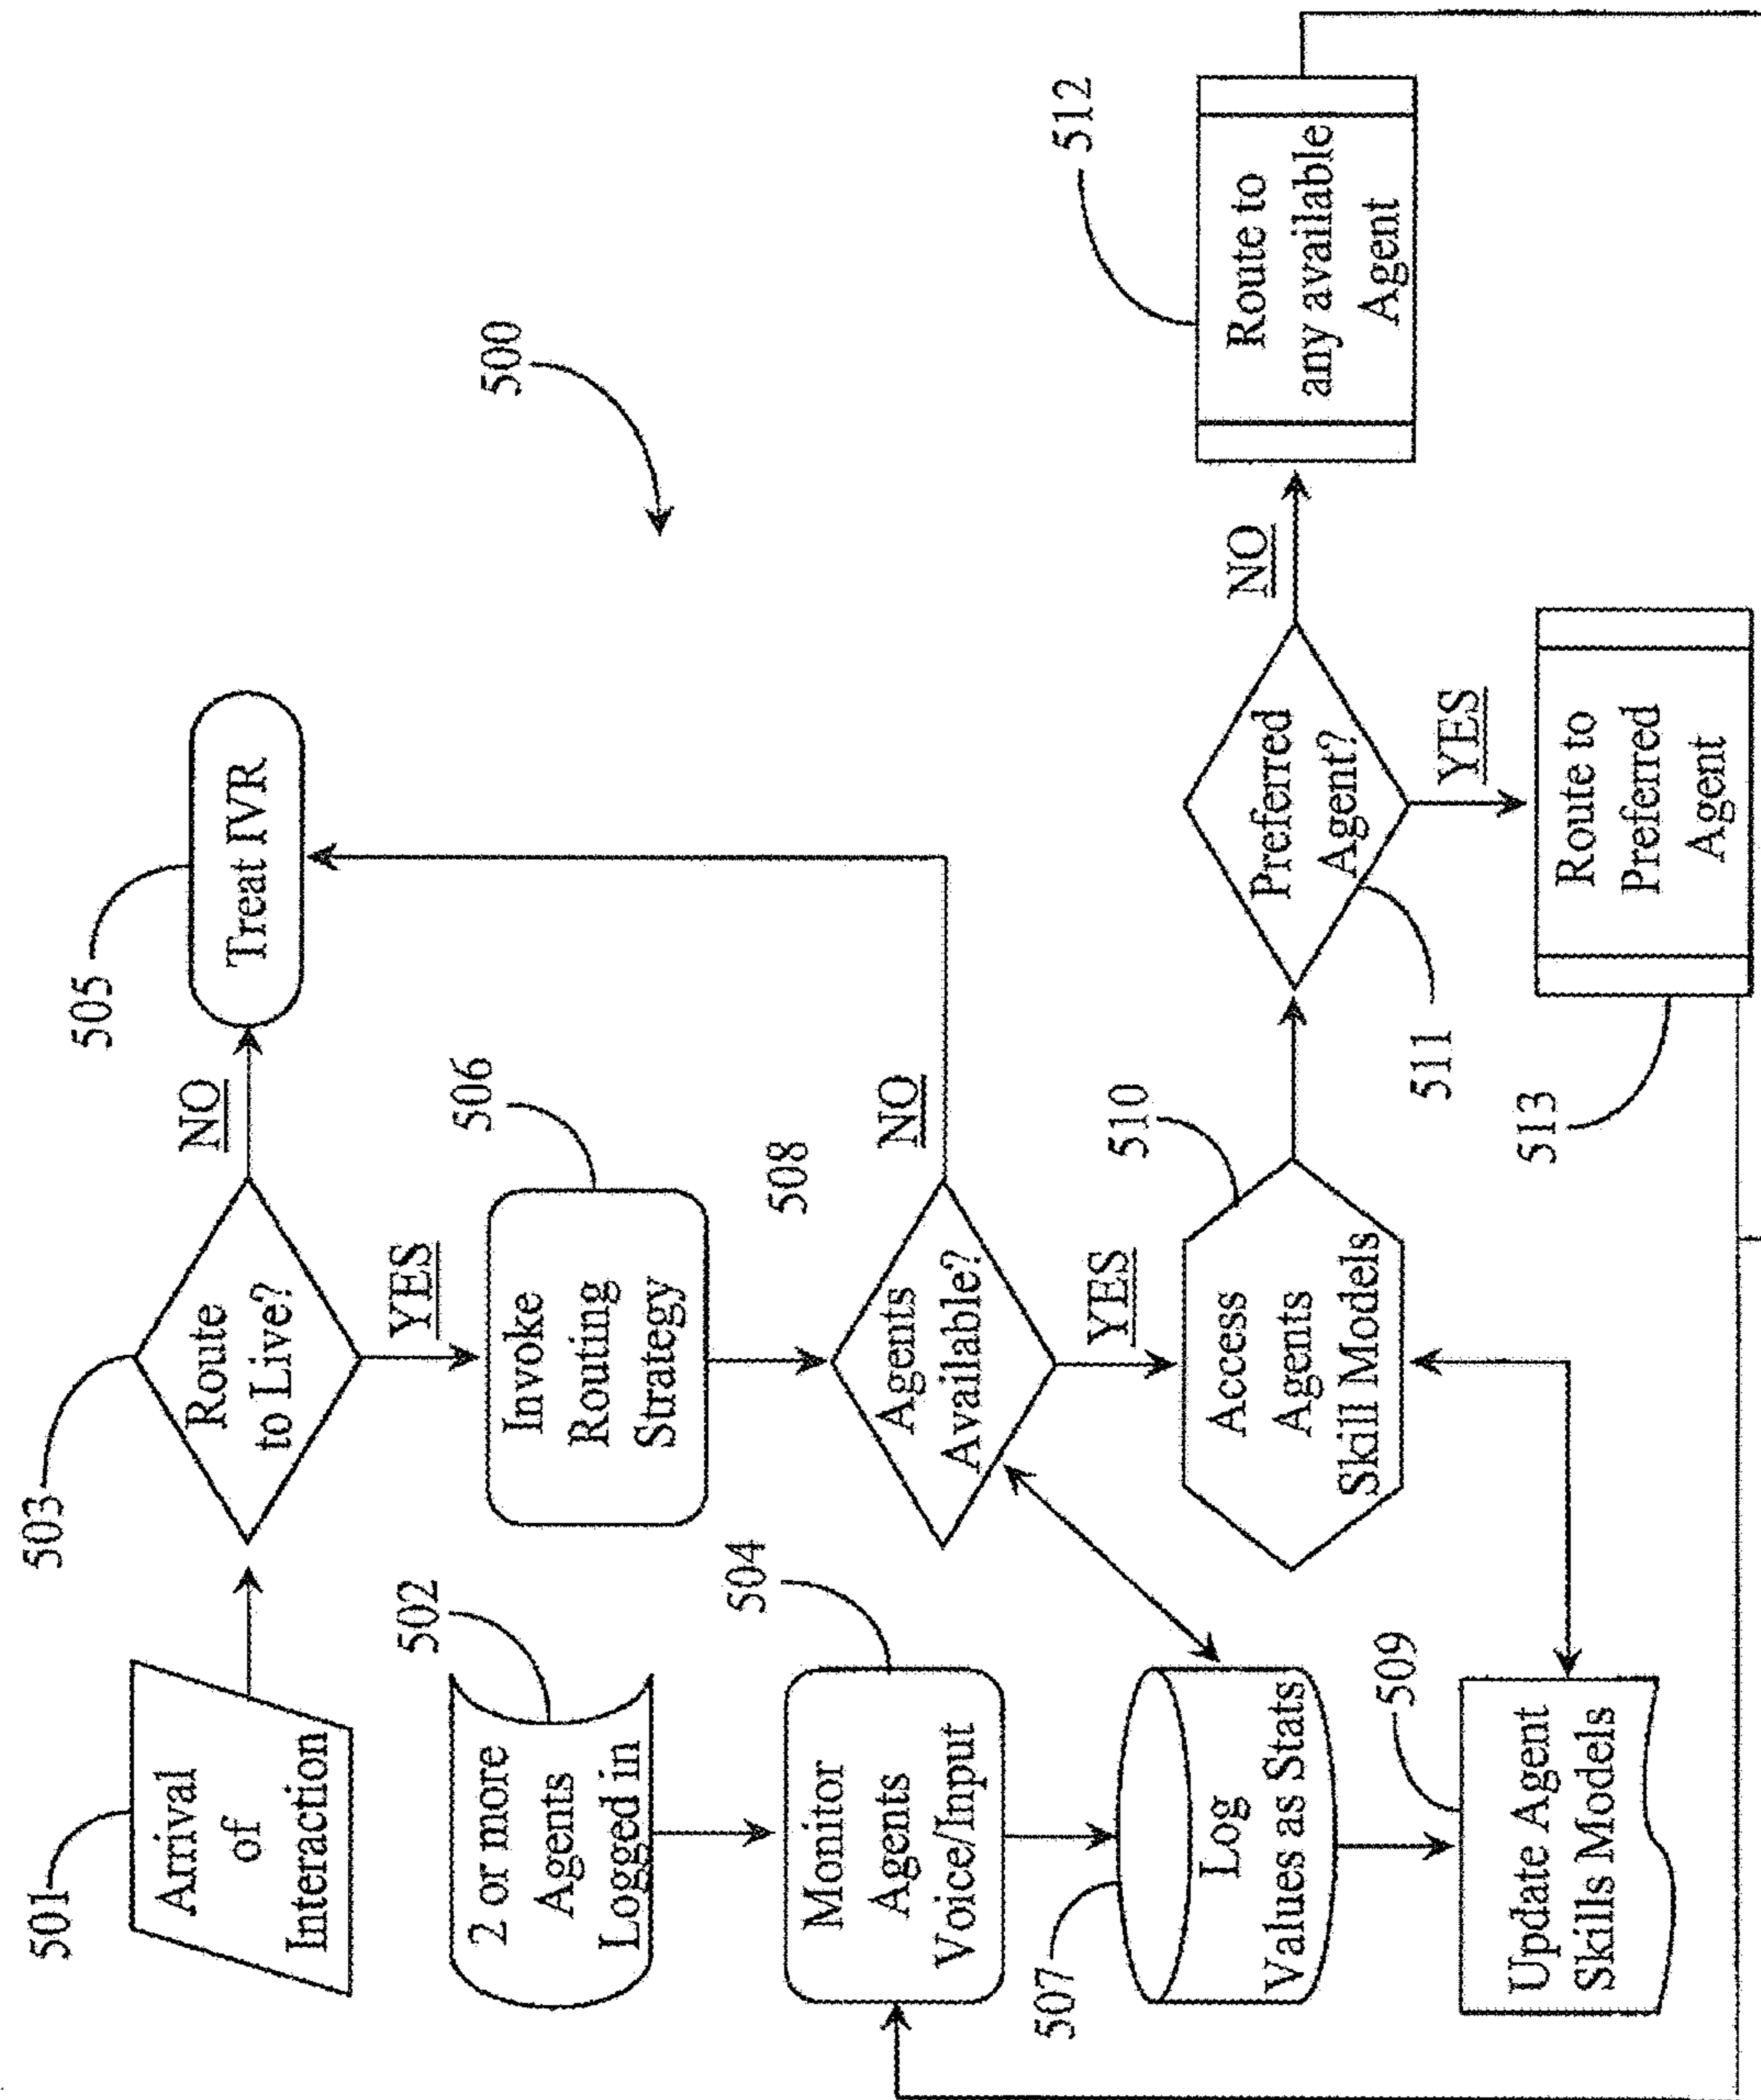 501
Arrival
of
Interaction
503
Route
to Live?
NO
505
Treat IVR
YES
502
2 or more
Agents
Logged in
506
Invoke
Routing
Strategy
500
504
Monitor
Agents
Voice/Input
508
Agents
Available?
NO
YES
507
Log
Values as Stats
510
Access
Agents
Skill Models
511
Preferred
Agent?
NO
512
Route to
any available
Agent
YES
509
Update Agent
Skills Models
513
Route to
Preferred
Agent